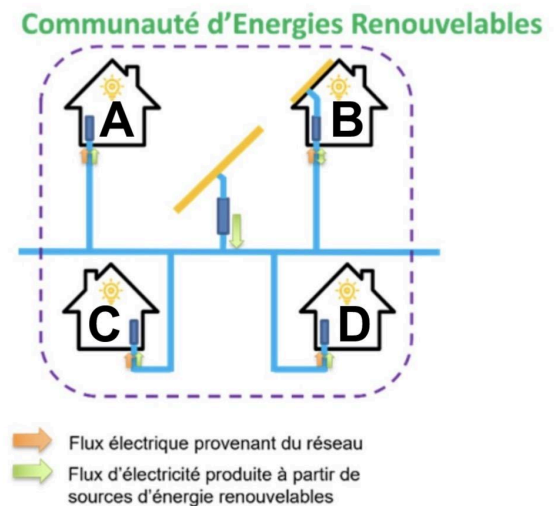 Communauté d'Energies Renouvelables
A
B
C
D
Flux électrique provenant du réseau
Flux d'électricité produite à partir de
sources d'énergie renouvelables